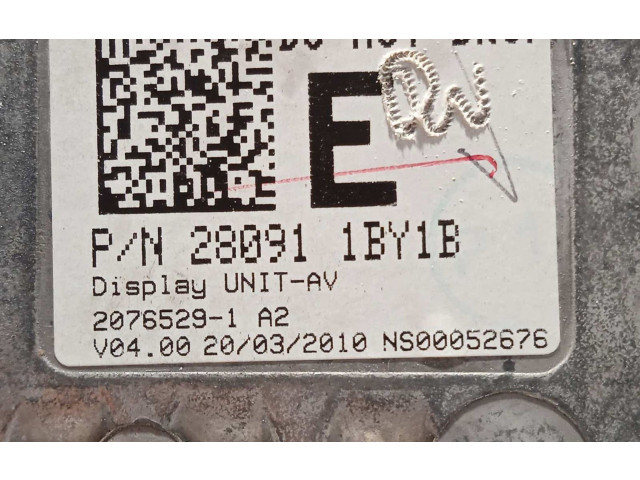 E
P/N 28091 1BY1B
Display UNIT-AV
2076529-1 A2
V04.00 20/03/2010 NS00052676